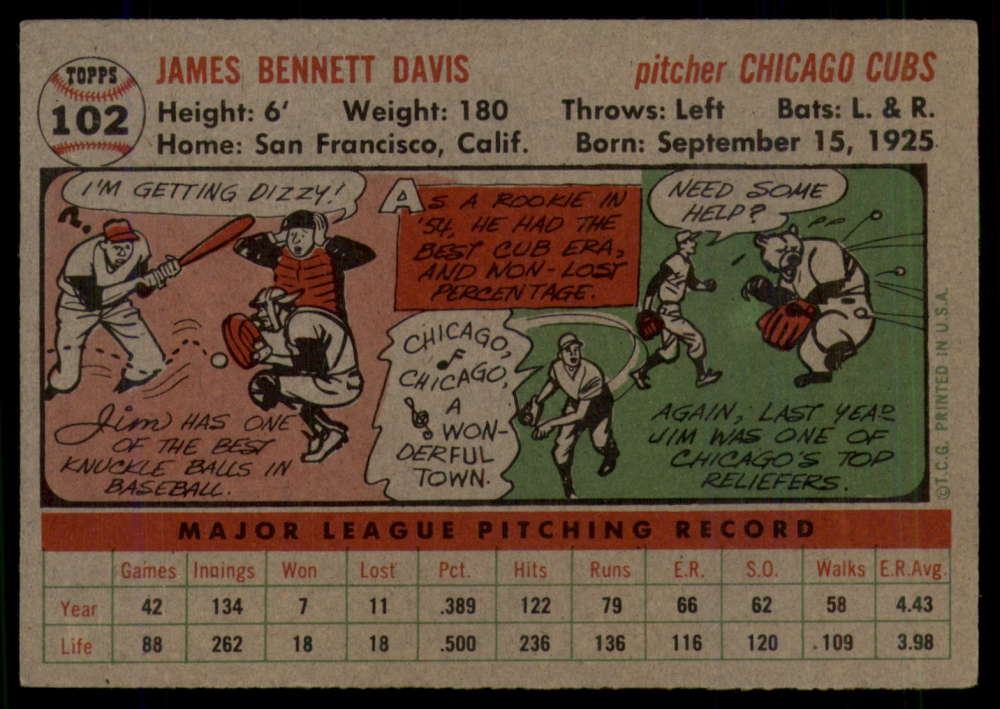 TOPPS
102
JAMES BENNETT DAVIS pitcher CHICAGO CUBS
Height: 6' Weight: 180 Throws: Left Bats: L. & R.
Home: San Francisco, Calif. Born: September 15, 1925
I'M GETTING DIZZY!
?
Jim HAS ONE
OF THE BEST
KNUCKLE BALLS IN
BASEBALL.
AS A ROOKIE IN
'54, HE HAD THE
BEST CUB ERA,
AND NON-LOST
PERCENTAGE.
CHICAGO,
CHICAGO,
A
WON-
DERFUL
TOWN.
NEED SOME
HELP?
AGAIN, LAST YEAR
JIM WAS ONE OF
CHICAGO'S TOP
RELIEFERS.
©T.C.G. PRINTED IN U.S.A.
MAJOR LEAGUE PITCHING RECORD
Games Innings Won Lost Pct. Hits Runs E.R. S.O. Walks E.R.Avg.
Year 42 134 7 11 .389 122 79 66 62 58 4.43
Life 88 262 18 18 .500 236 136 116 120 109 3.98